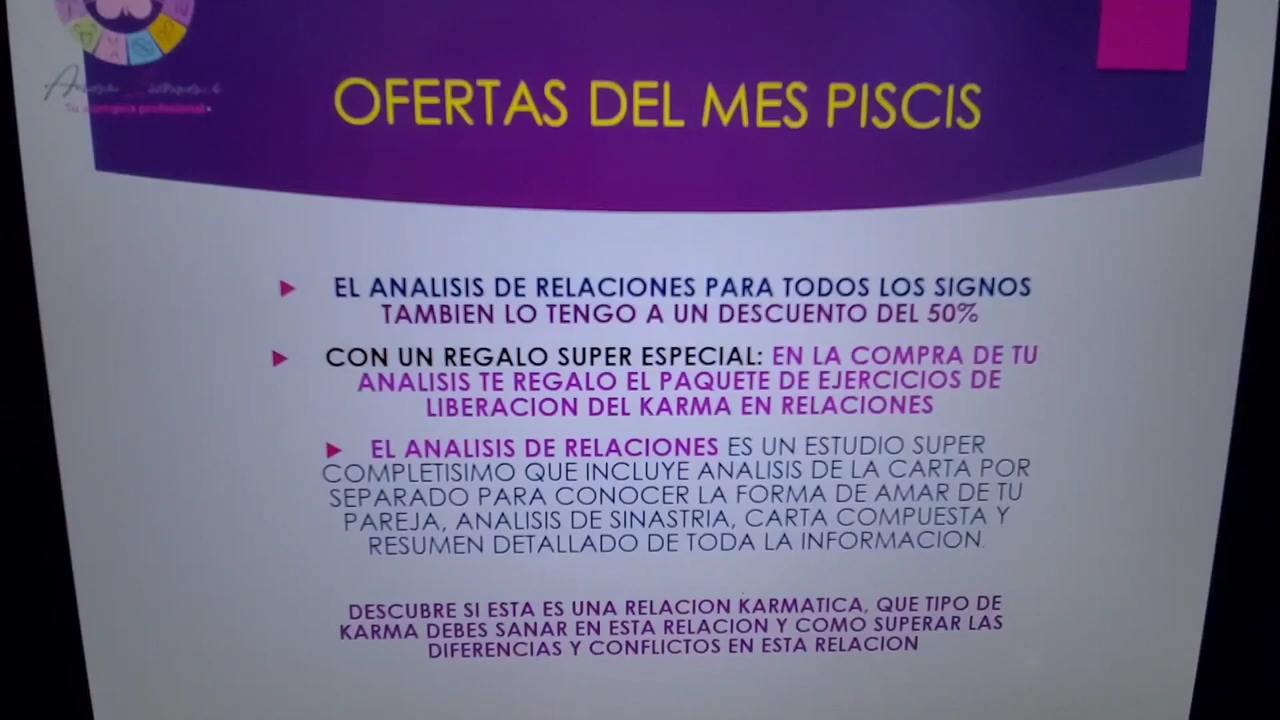 OFERTAS DEL MES PISCIS
EL ANALISIS DE RELACIONES PARA TODOS LOS SIGNOS
TAMBIEN LO TENGO A UN DESCUENTO DEL 50%
CON UN REGALO SUPER ESPECIAL: EN LA COMPRA DE TU
ANALISIS TE REGALO EL PAQUETE DE EJERCICIOS DE
LIBERACION DEL KARMA EN RELACIONES
EL ANALISIS DE RELACIONES ES UN ESTUDIO SUPER
COMPLETISIMO QUE INCLUYE ANALISIS DE LA CARTA POR
SEPARADO PARA CONOCER LA FORMA DE AMAR DE TU
PAREJA, ANALISIS DE SINASTRIA, CARTA COMPUESTA Y
RESUMEN DETALLADO DE TODA LA INFORMACION.
DESCUBRE SI ESTA ES UNA RELACION KARMATICA, QUE TIPO DE
KARMA DEBES SANAR EN ESTA RELACION Y COMO SUPERAR LAS
DIFERENCIAS Y CONFLICTOS EN ESTA RELACION